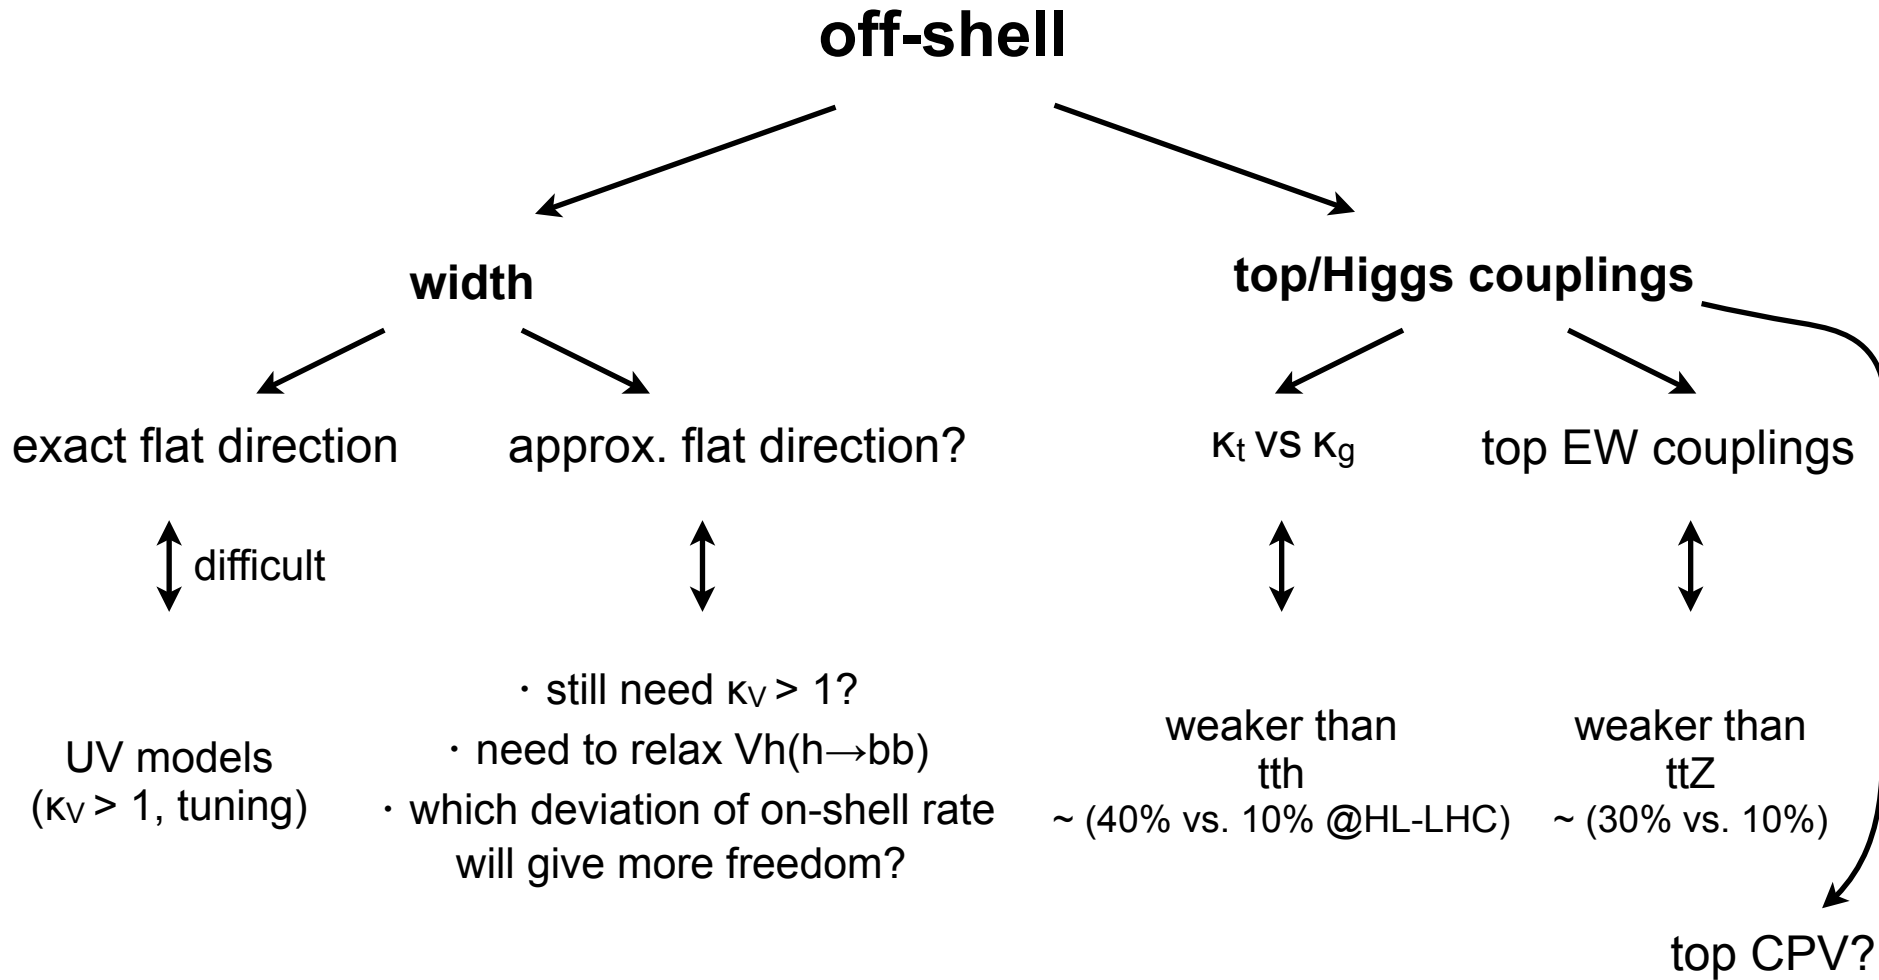 off-shell
width
top/Higgs couplings
exact flat direction
approx. flat direction?
κt vs κg
top EW couplings
difficult
UV models
(κV > 1, tuning)
· still need κV > 1?
· need to relax Vh(h→bb)
· which deviation of on-shell rate
will give more freedom?
weaker than
tth
~ (40% vs. 10% @HL-LHC)
weaker than
ttZ
~ (30% vs. 10%)
top CPV?